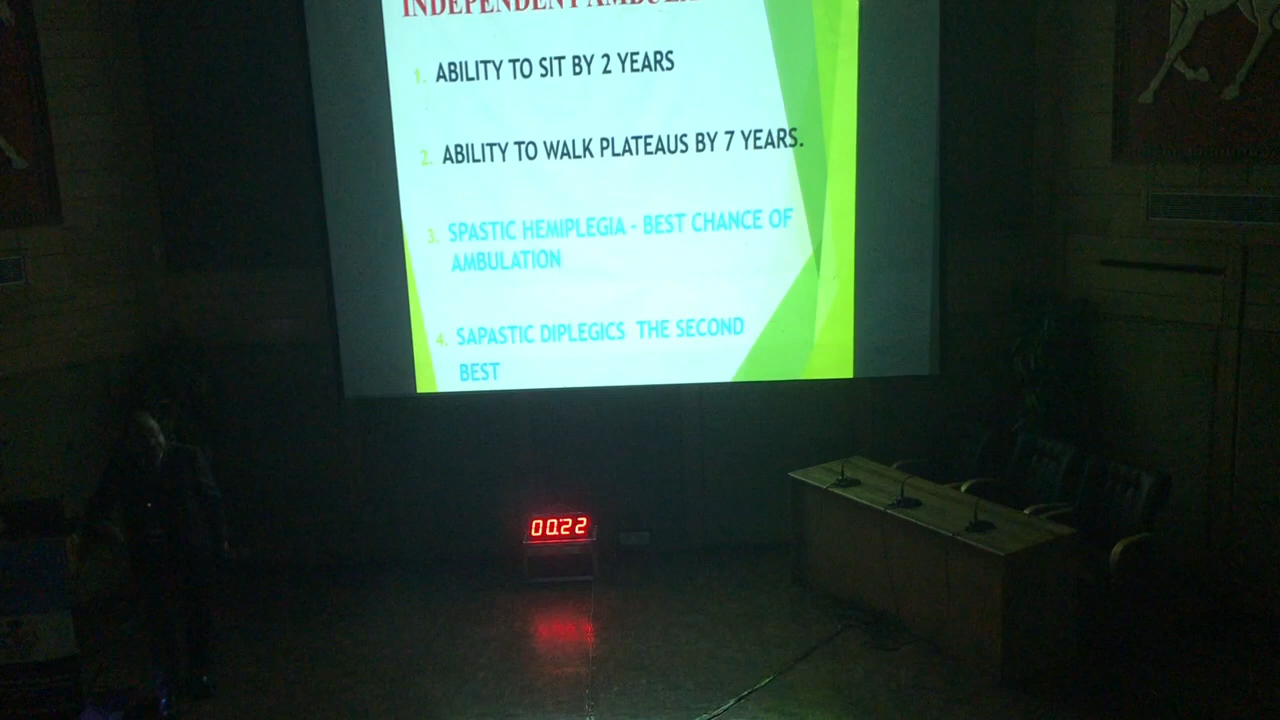 INDEPENDENT
1. ABILITY TO SIT BY 2 YEARS
2. ABILITY TO WALK PLATEAUS BY 7 YEARS.
3. SPASTIC HEMIPLEGIA - BEST CHANCE OF
AMBULATION
4. SAPASTIC DIPLEGICS THE SECOND
BEST
00:22